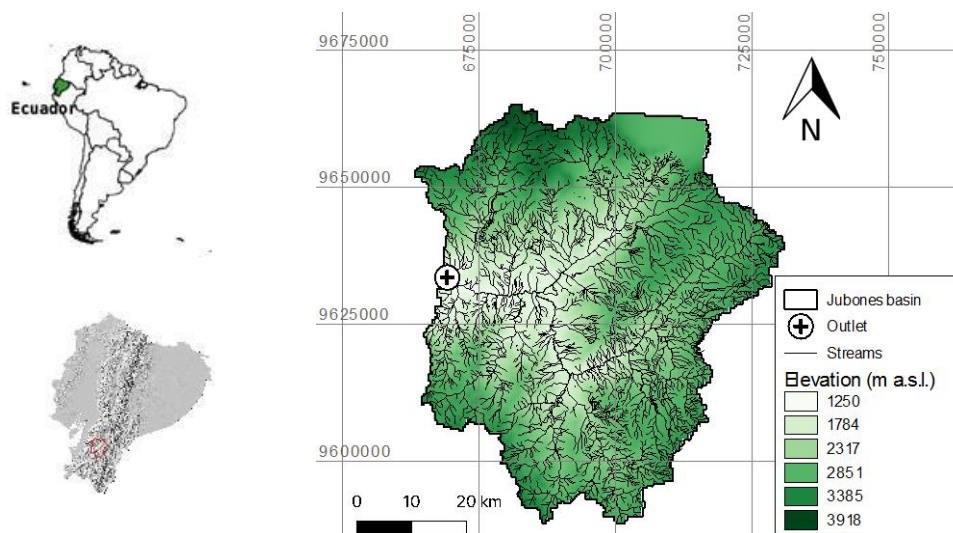 Ecuador
675000
700000
725000
750000
9675000
9650000
9625000
9600000
N
0 10 20 km
Jubones basin
Outlet
Streams
Elevation (m a.s.l.)
1250
1784
2317
2851
3385
3918